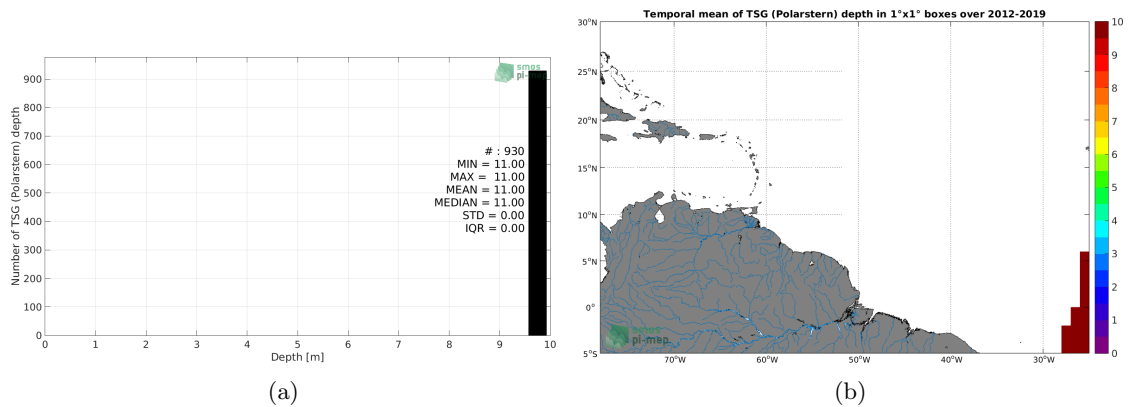 smos
pi-mep
Number of TSG (Polarstern) depth
900
800
700
600
500
400
300
200
100
0
# : 930
MIN = 11.00
MAX = 11.00
MEAN = 11.00
MEDIAN = 11.00
STD = 0.00
IQR = 0.00
0 1 2 3 4 5 6 7 8 9 10
Depth [m]
(a)
Temporal mean of TSG (Polarstern) depth in 1°x1° boxes over 2012-2019
30°N
25°N
20°N
15°N
10°N
5°N
0°
5°S
70°W 60°W 50°W 40°W 30°W
smos
pi-mep
10
9
8
7
6
5
4
3
2
1
0
(b)